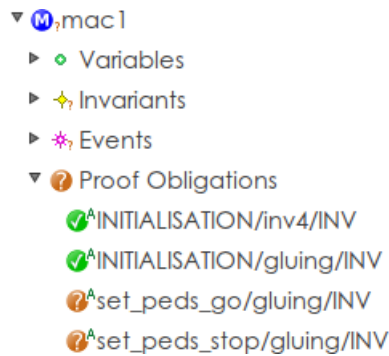 M?mac1
Variables
Invariants
Events
Proof Obligations
INITIALISATION/inv4/INV
INITIALISATION/gluing/INV
set_peds_go/gluing/INV
set_peds_stop/gluing/INV